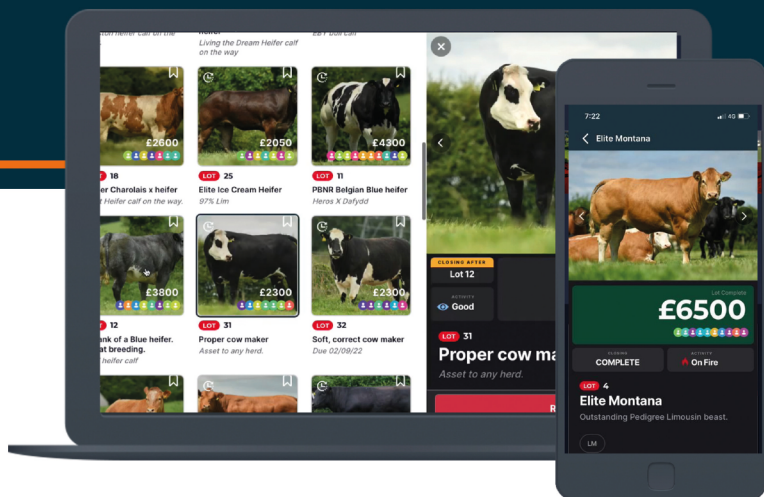 heifer calf on the
Living the Dream Heifer calf
on the way
£2600
£2050
£4300
18
LOT 25
LOT 11
Charolais x heifer
Elite Ice Cream Heifer
PBNR Belgian Blue heifer
Heifer calf on the way.
97% Lim
Heros X Dafydd
£3800
£2300
£2300
12
LOT 31
LOT 32
of a Blue heifer.
Proper cow maker
Soft, correct cow maker
breeding.
Asset to any herd.
Due 02/09/22
heifer calf
CLOSING AFTER
Lot 12
ACTIVITY
Good
LOT 31
Proper cow ma
Asset to any herd.
R
7:22
4G
Elite Montana
Lot Complete
£6500
CLOSING
COMPLETE
ACTIVITY
On Fire
LOT 4
Elite Montana
Outstanding Pedigree Limousin beast.
LM